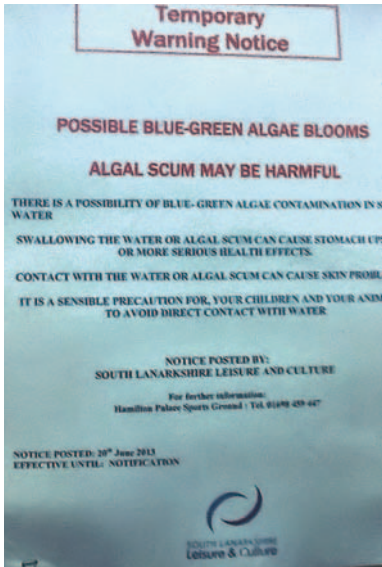 Temporary
Warning Notice
POSSIBLE BLUE-GREEN ALGAE BLOOMS
ALGAL SCUM MAY BE HARMFUL
THERE IS A POSSIBILITY OF BLUE- GREEN ALGAE CONTAMINATION IN
WATER
SWALLOWING THE WATER OR ALGAL SCUM CAN CAUSE STOMACH
OR MORE SERIOUS HEALTH EFFECTS.
CONTACT WITH THE WATER OR ALGAL SCUM CAN CAUSE SKIN
IT IS A SENSIBLE PRECAUTION FOR, YOUR CHILDREN AND YOUR
TO AVOID DIRECT CONTACT WITH WATER
NOTICE POSTED BY:
SOUTH LANARKSHIRE LEISURE AND CULTURE
For further information:
Hamilton Palace Sports Ground : Tel. 01698 459 447
NOTICE POSTED: 20th June 2013
EFFECTIVE UNTIL: NOTIFICATION
SOUTH LANARKSHIRE
Leisure & Culture